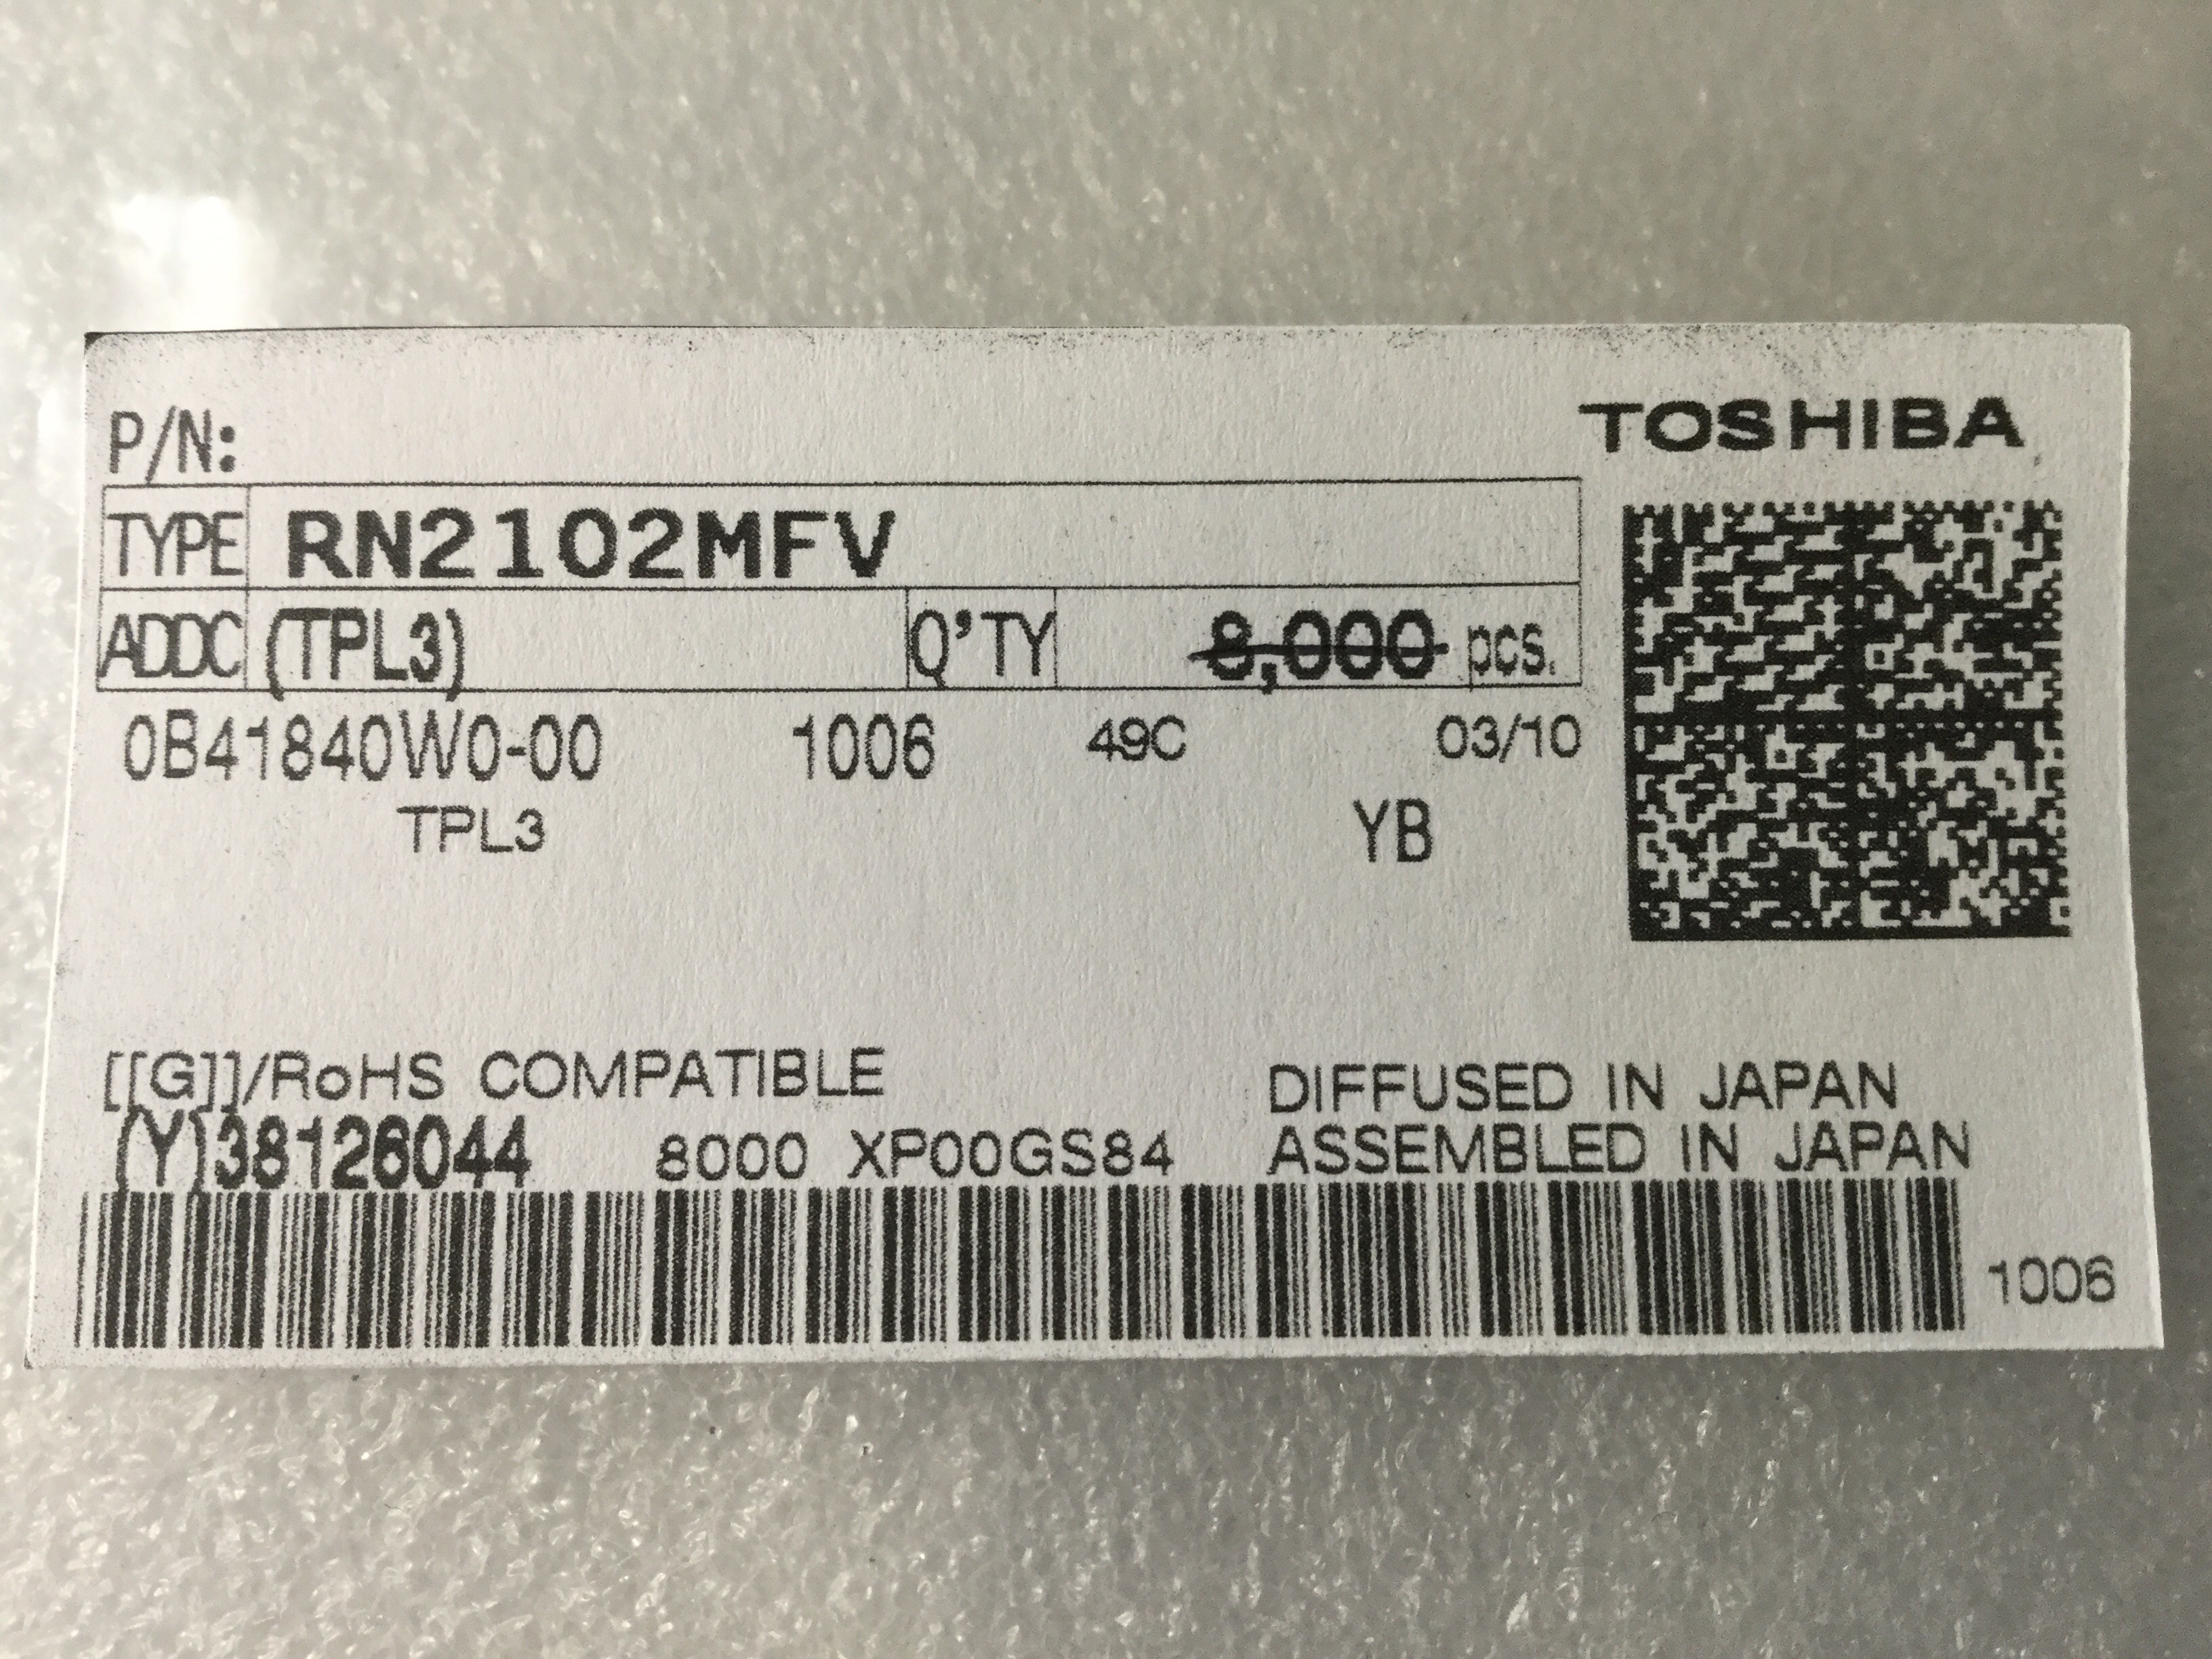 P/N:
TOSHIBA
TYPE RN2102MFV
ADDC (TPL3) Q'TY 8,000 pcs.
0B41840W0-00 1006 49C 03/10
TPL3 YB
[[G]]/RoHS COMPATIBLE
DIFFUSED IN JAPAN
(Y)38126044 8000 XP00GS84
ASSEMBLED IN JAPAN
1006